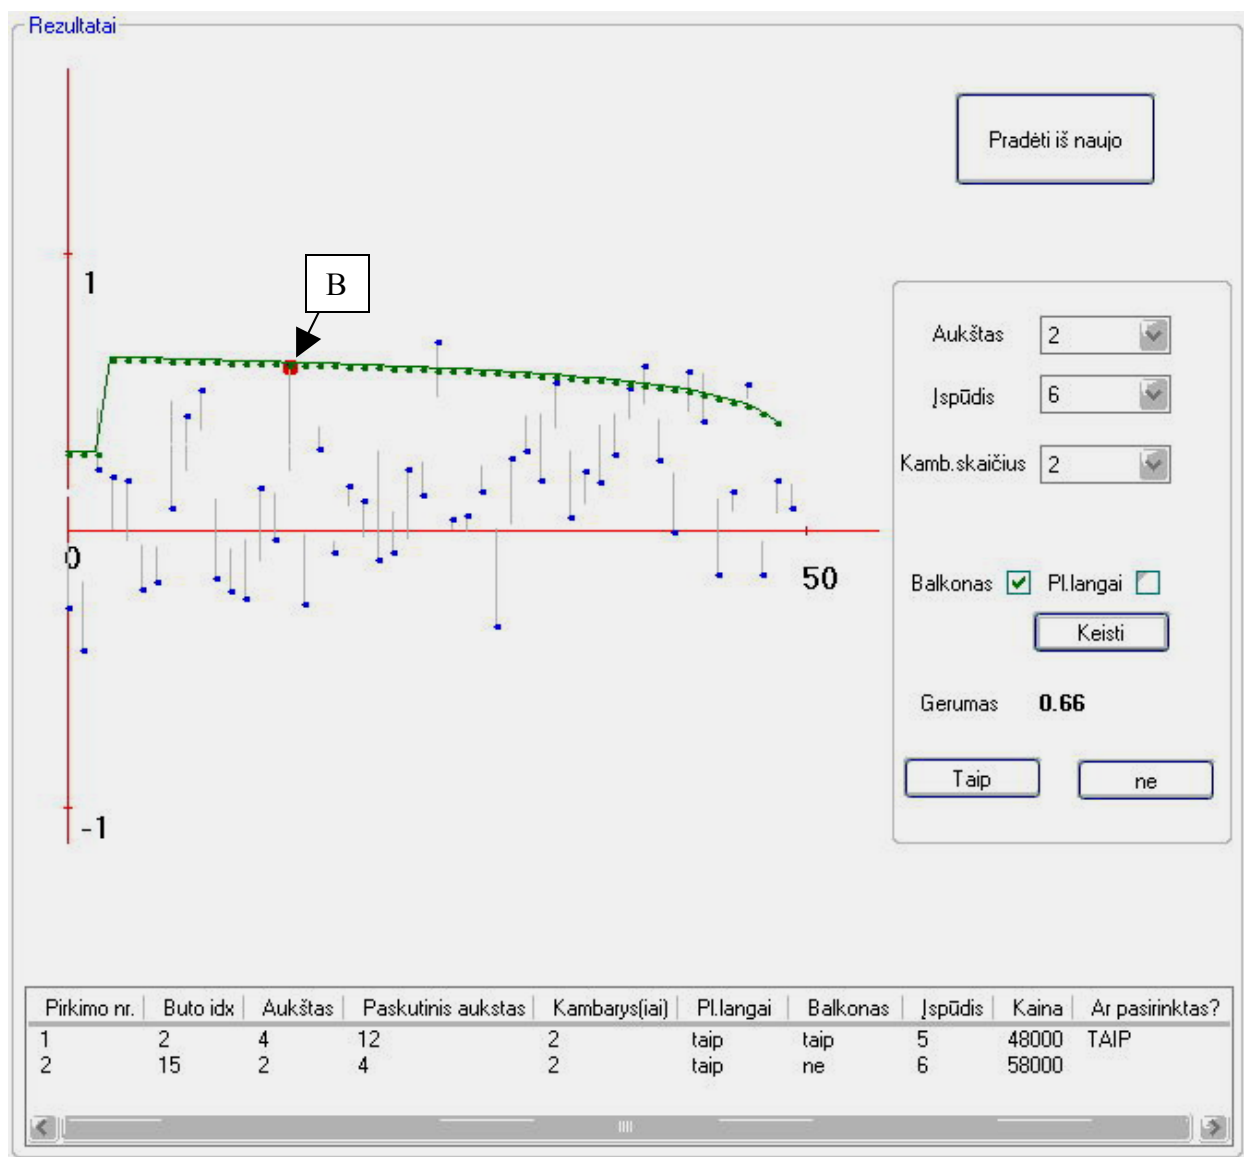 Rezultatai
Pradėti iš naujo
1
B
0
50
-1
Aukštas 2
Įspūdis 6
Kamb.skaičius 2
Balkonas Pl.langai
Keisti
Gerumas 0.66
Taip ne
Pirkimo nr. Buto idx Aukštas Paskutinis aukstas Kambarys(iai) Pl.langai Balkonas Įspūdis Kaina Ar pasirinktas?
1 2 4 12 2 taip taip 5 48000 TAIP
2 15 2 4 2 taip ne 6 58000